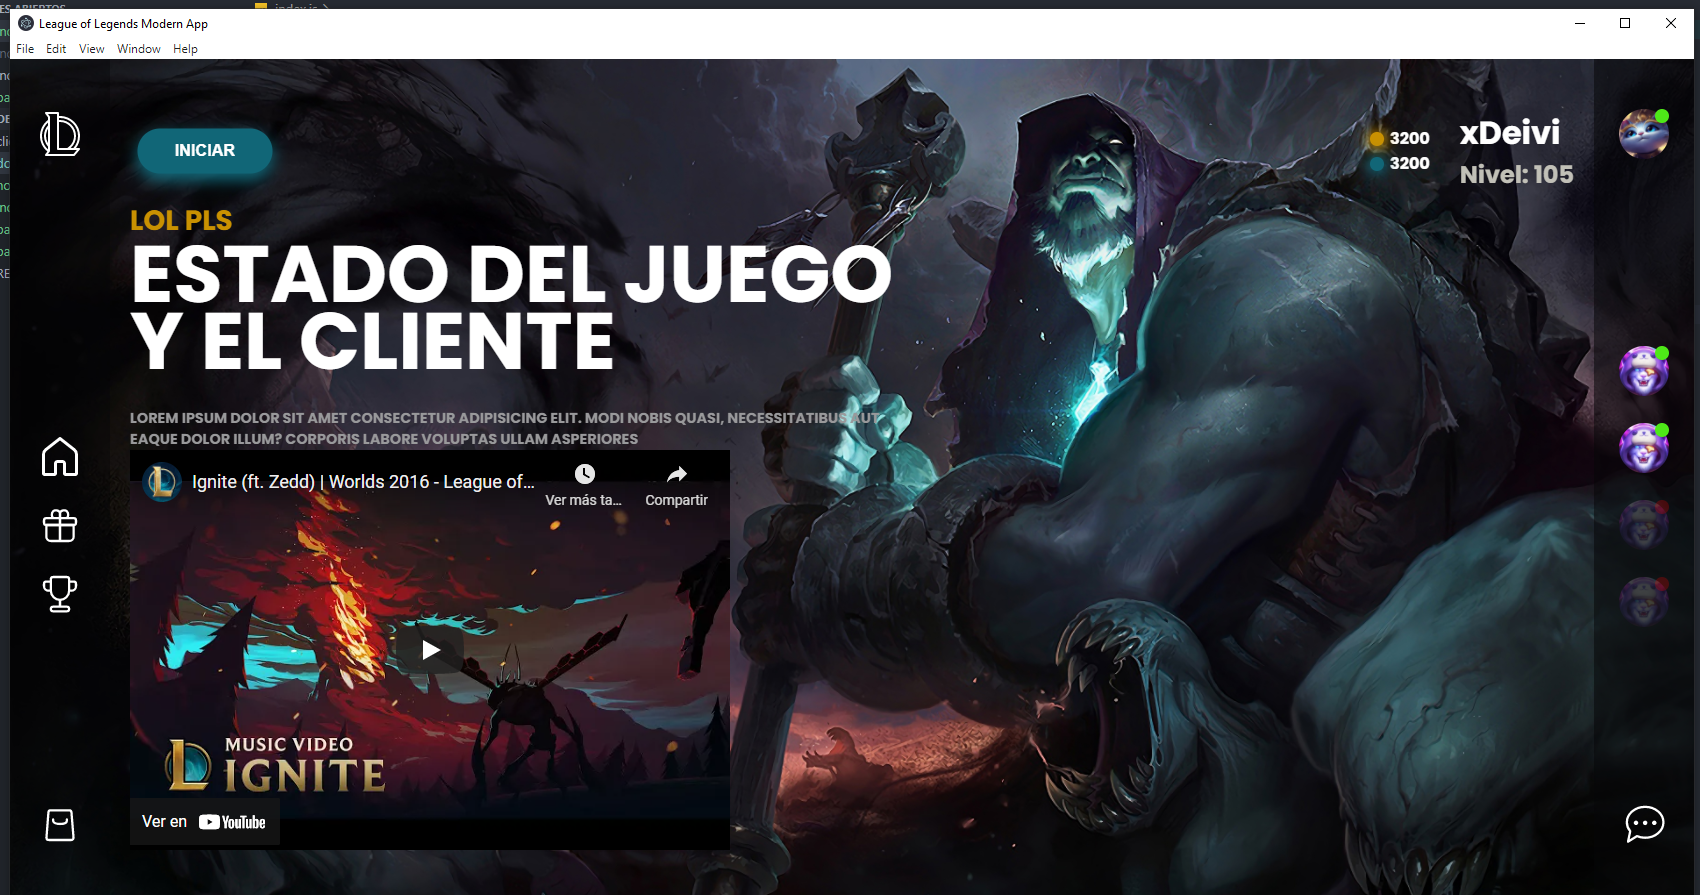 index.js
League of Legends Modern App
File Edit View Window Help
INICIAR
3200
3200
xDeivi
Nivel: 105
LOL PLS
ESTADO DEL JUEGO
Y EL CLIENTE
LOREM IPSUM DOLOR SIT AMET CONSECTETUR ADIPISICING ELIT. MODI NOBIS QUASI, NECESSITATIBUS AUT
EAQUE DOLOR ILLUM? CORPORIS LABORE VOLUPTAS ULLAM ASPERIORES
Ignite (ft. Zedd) | Worlds 2016 - League of...
Ver más ta...
Compartir
MUSIC VIDEO
IGNITE
Ver en YouTube